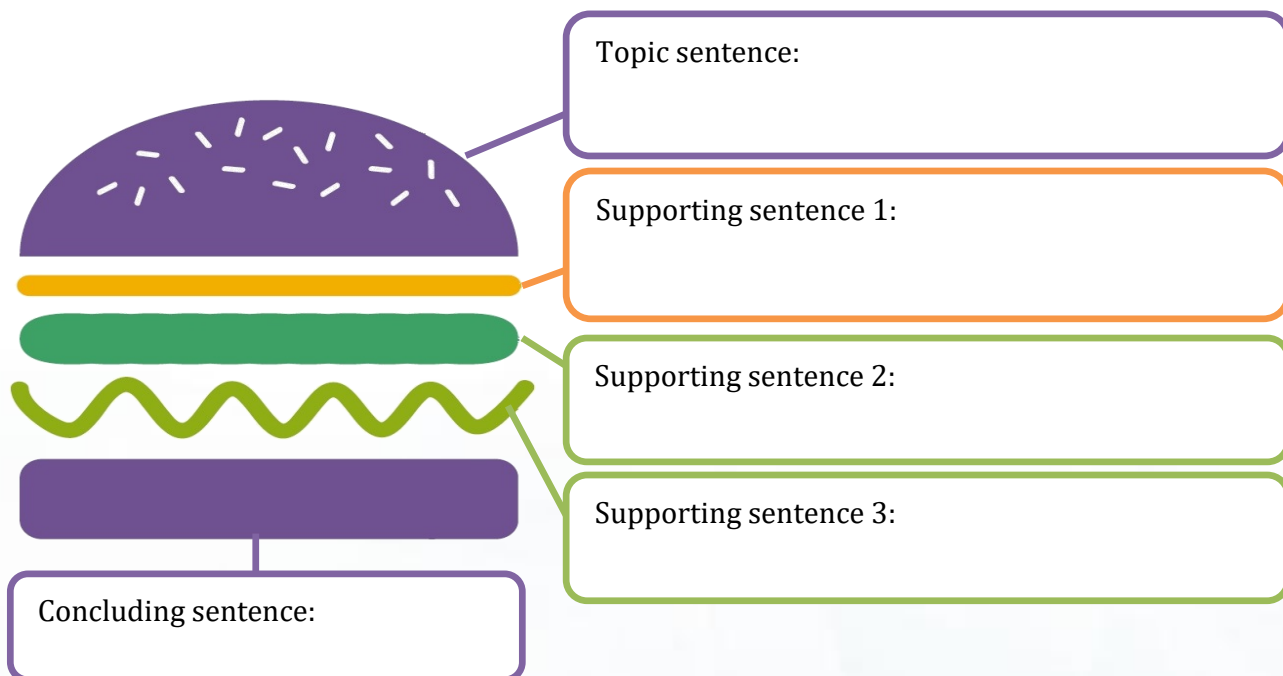 Topic sentence:
Supporting sentence 1:
Supporting sentence 2:
Supporting sentence 3:
Concluding sentence: